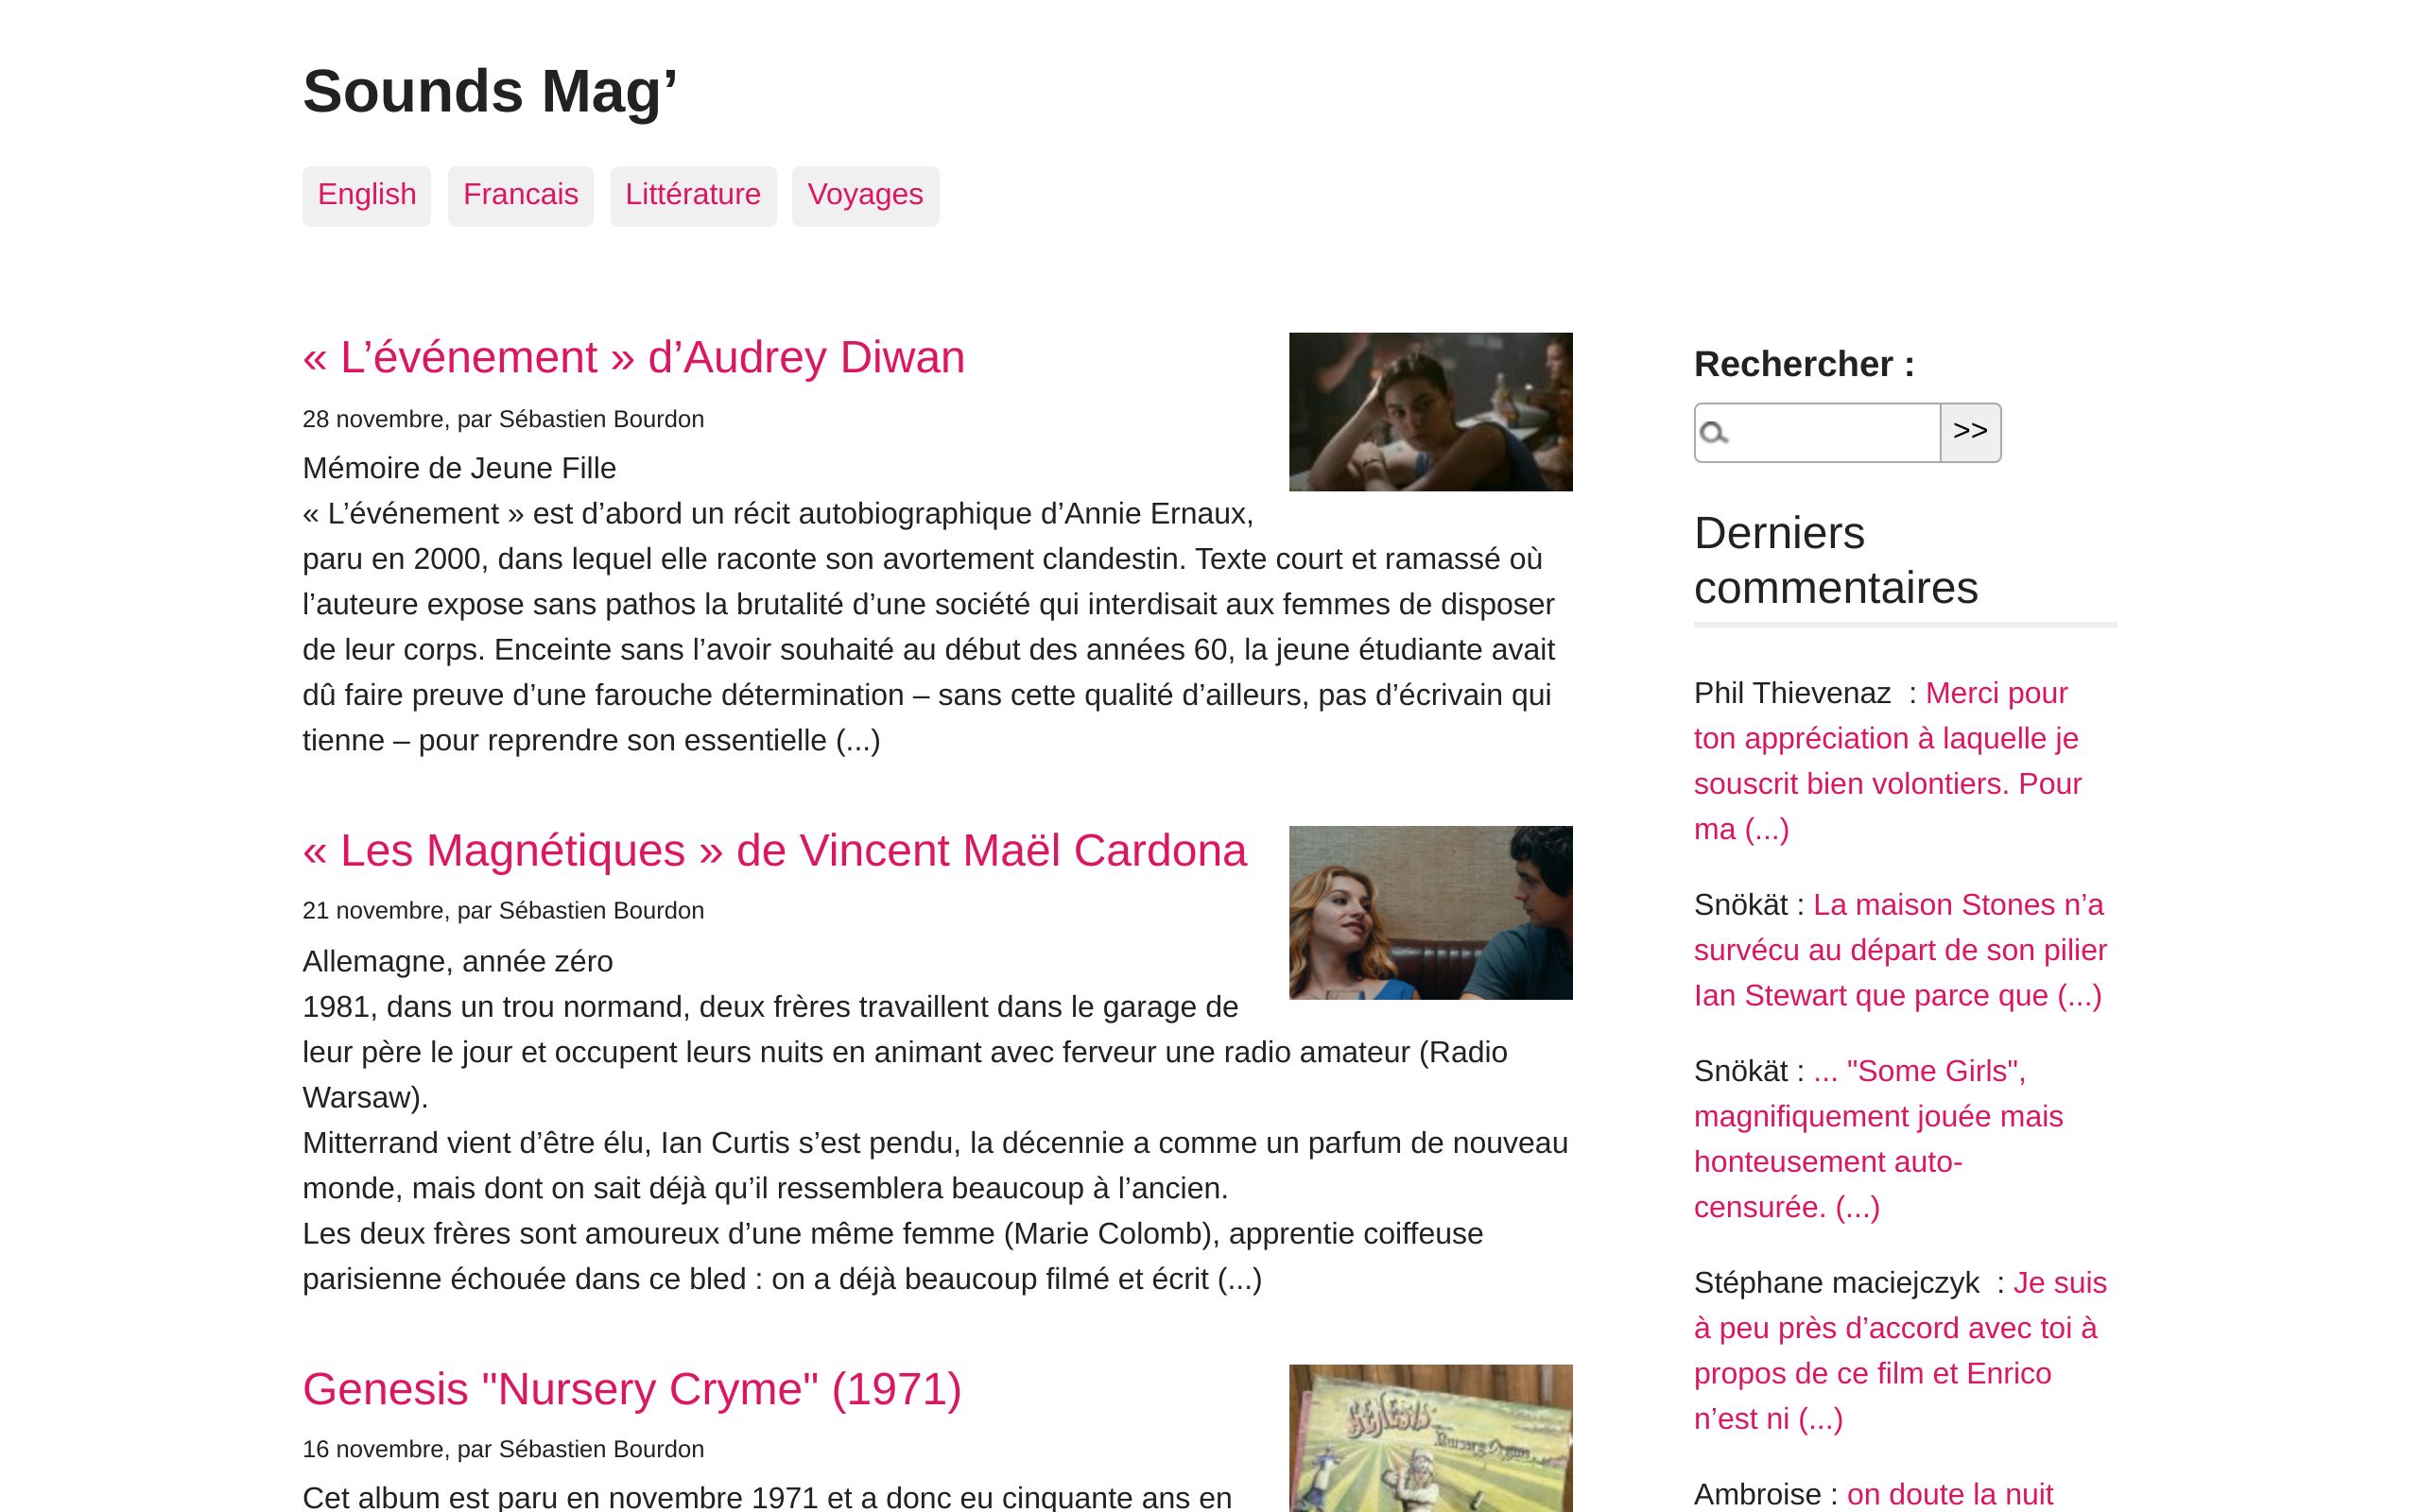 Sounds Mag’
English Francais Littérature Voyages
« L’événement » d’Audrey Diwan
28 novembre, par Sébastien Bourdon
Mémoire de Jeune Fille
« L’événement » est d’abord un récit autobiographique d’Annie Ernaux,
paru en 2000, dans lequel elle raconte son avortement clandestin. Texte court et ramassé où
l’auteure expose sans pathos la brutalité d’une société qui interdisait aux femmes de disposer
de leur corps. Enceinte sans l’avoir souhaité au début des années 60, la jeune étudiante avait
dû faire preuve d’une farouche détermination – sans cette qualité d’ailleurs, pas d’écrivain qui
tienne – pour reprendre son essentielle (...)
« Les Magnétiques » de Vincent Maël Cardona
21 novembre, par Sébastien Bourdon
Allemagne, année zéro
1981, dans un trou normand, deux frères travaillent dans le garage de
leur père le jour et occupent leurs nuits en animant avec ferveur une radio amateur (Radio
Warsaw).
Mitterrand vient d’être élu, Ian Curtis s’est pendu, la décennie a comme un parfum de nouveau
monde, mais dont on sait déjà qu’il ressemblera beaucoup à l’ancien.
Les deux frères sont amoureux d’une même femme (Marie Colomb), apprentie coiffeuse
parisienne échouée dans ce bled : on a déjà beaucoup filmé et écrit (...)
Genesis "Nursery Cryme" (1971)
16 novembre, par Sébastien Bourdon
Cet album est paru en novembre 1971 et a donc eu cinquante ans en
Genesis
Nursery Cryme
Rechercher :
>>
Derniers
commentaires
Phil Thievenaz  : Merci pour
ton appréciation à laquelle je
souscrit bien volontiers. Pour
ma (...)
Snökät : La maison Stones n’a
survécu au départ de son pilier
Ian Stewart que parce que (...)
Snökät : ... "Some Girls",
magnifiquement jouée mais
honteusement auto-
censurée. (...)
Stéphane maciejczyk  : Je suis
à peu près d’accord avec toi à
propos de ce film et Enrico
n’est ni (...)
Ambroise : on doute la nuit